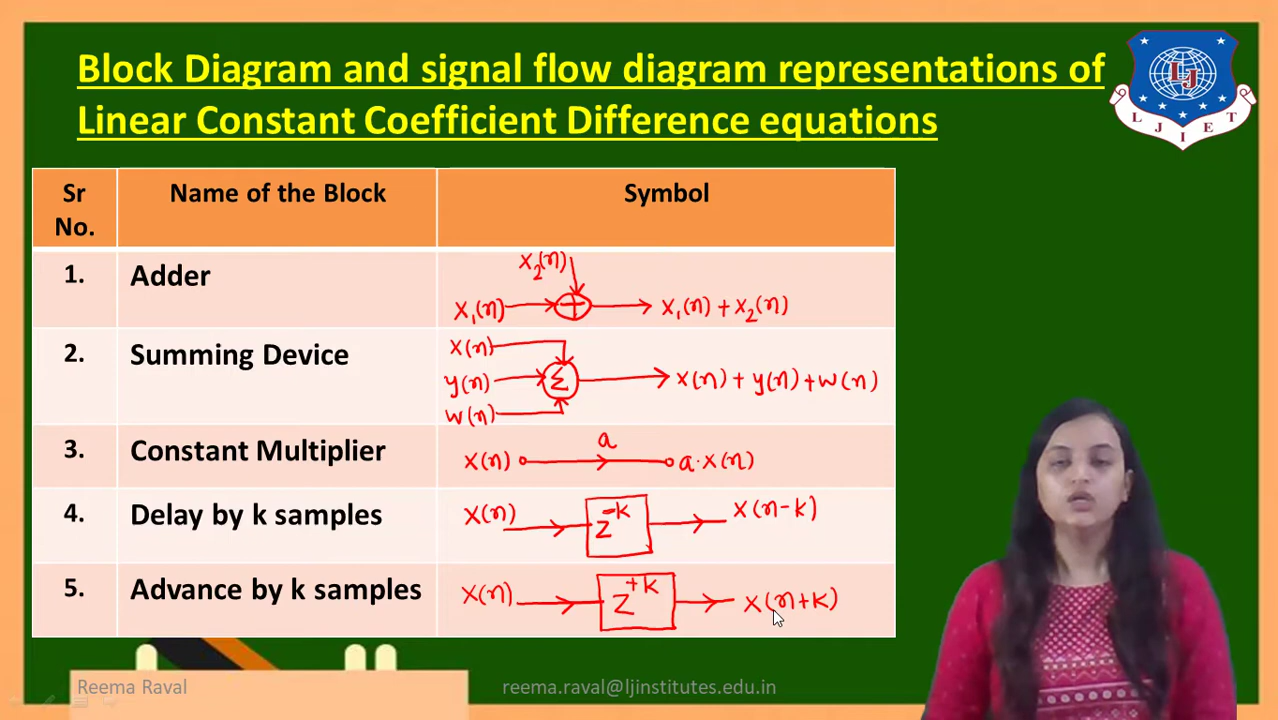 Block Diagram and signal flow diagram representations of
Linear Constant Coefficient Difference equations
LJ
L J I E T
Sr No. Name of the Block Symbol
1. Adder
x₂(n)
x₁(n) + x₁(n) + x₂(n)
2. Summing Device
x(n)
y(n) Σ x(n) + y(n) + w(n)
w(n)
3. Constant Multiplier
a
x(n) a·x(n)
4. Delay by k samples x(n) z⁻ᵏ x(n-k)
5. Advance by k samples x(n) z⁺ᵏ x(n+k)
Reema Raval reema.raval@ljinstitutes.edu.in